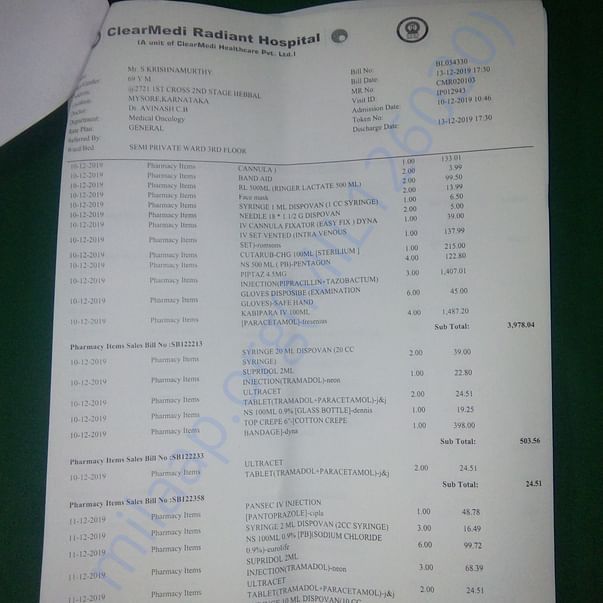 ClearMedi Radiant Hospital
(A unit of ClearMedi Healthcare Pvt. Ltd.)
Mr. S KRISHNAMURTHY
69 Y M
@2721 1ST CROSS 2ND STAGE HEBBAL
MYSORE,KARNATAKA
Dr. AVINASH C B
Department: Medical Oncology
Rate Plan: GENERAL
Referred By:
Ward/Bed SEMI PRIVATE WARD 3RD FLOOR
Bill No: BL034330
Bill Date: 13-12-2019 17:30
MR No: CMR020103
Visit ID IP012943
Admission Date: 10-12-2019 10:46
Token No:
Discharge Date: 13-12-2019 17:30
10-12-2019 Pharmacy Items CANNULA ) 1.00 133.01
10-12-2019 Pharmacy Items BAND AID 2.00 3.99
10-12-2019 Pharmacy Items RL 500ML (RINGER LACTATE 500 ML) 2.00 99.50
10-12-2019 Pharmacy Items Face mask 2.00 13.99
10-12-2019 Pharmacy Items SYRINGE 1 ML DISPOVAN (1 CC SYRINGE) 1.00 6.50
10-12-2019 Pharmacy Items NEEDLE 18 * 1 1/2 G DISPOVAN 2.00 5.00
10-12-2019 Pharmacy Items IV CANNULA FIXATOR (EASY FIX ) DYNA 1.00 39.00
10-12-2019 Pharmacy Items IV SET VENTED (INTRA VENOUS 1.00 137.99
SET)-romsons
10-12-2019 Pharmacy Items CUTARUB-CHG 100ML [STERILIUM ] 1.00 215.00
10-12-2019 Pharmacy Items NS 500 ML ( PB)-PENTAGON 4.00 122.80
10-12-2019 Pharmacy Items PIPTAZ 4.5MG 3.00 1,407.01
INJECTION(PIPRACILLIN+TAZOBACTUM)
10-12-2019 Pharmacy Items GLOVES DISPOSIBE (EXAMINATION 6.00 45.00
GLOVES)-SAFE HAND
10-12-2019 Pharmacy Items KABIPARA IV 100ML 4.00 1,487.20
[PARACETAMOL)-fresenius
Sub Total: 3,978.04
Pharmacy Items Sales Bill No :SB122213
10-12-2019 Pharmacy Items SYRINGE 20 ML DISPOVAN (20 CC 2.00 39.00
SYRINGE)
10-12-2019 Pharmacy Items SUPRIDOL 2ML 1.00 22.80
INJECTION(TRAMADOL)-neon
10-12-2019 Pharmacy Items ULTRACET 2.00 24.51
TABLET(TRAMADOL+PARACETAMOL)-j&j
10-12-2019 Pharmacy Items NS 100ML 0.9% [GLASS BOTTLE]-dennis 1.00 19.25
10-12-2019 Pharmacy Items TOP CREPE 6"-[COTTON CREPE 1.00 398.00
BANDAGE]-dyna
Sub Total: 503.56
Pharmacy Items Sales Bill No :SB122233
10-12-2019 Pharmacy Items ULTRACET 2.00 24.51
TABLET(TRAMADOL+PARACETAMOL)-j&j
Sub Total: 24.51
Pharmacy Items Sales Bill No :SB122358
11-12-2019 Pharmacy Items PANSEC IV INJECTION 1.00 48.78
[PANTOPRAZOLE]-cipla
11-12-2019 Pharmacy Items SYRINGE 2 ML DISPOVAN (2CC SYRINGE) 3.00 16.49
11-12-2019 Pharmacy Items NS 100ML 0.9% [PB](SODIUM CHLORIDE 6.00 99.72
0.9%)-eurolife
11-12-2019 Pharmacy Items SUPRIDOL 2ML 3.00 68.39
INJECTION(TRAMADOL)-neon
11-12-2019 Pharmacy Items ULTRACET 2.00 24.51
TABLET(TRAMADOL+PARACETAMOL)-j&j